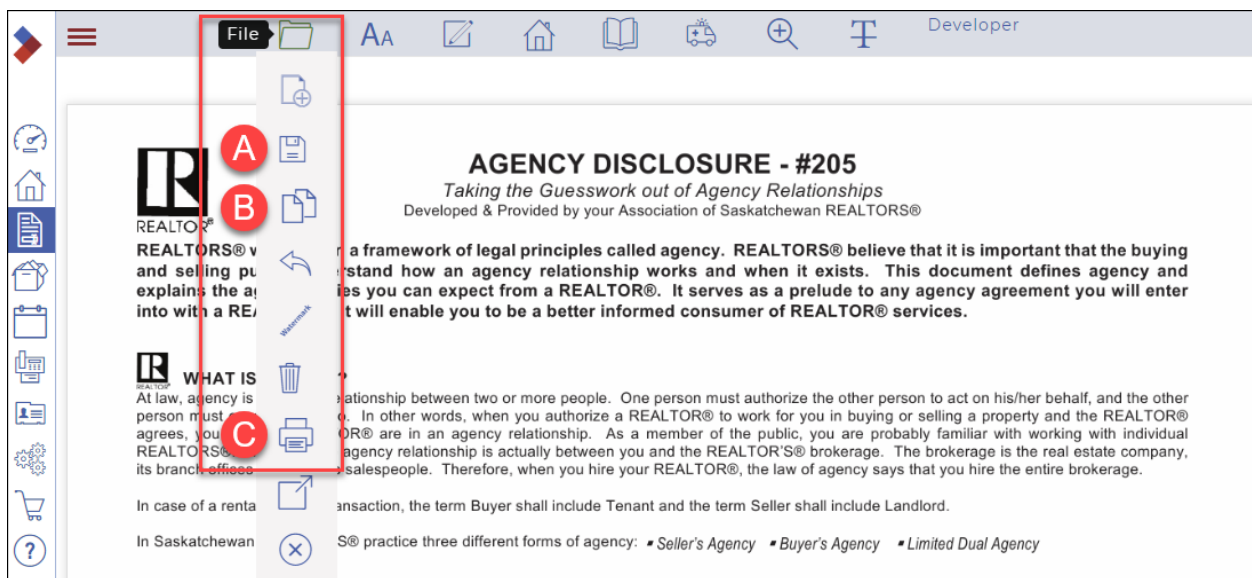 File
AA
Developer
A
B
Watermark
C
?
R
REALTOR®
AGENCY DISCLOSURE - #205
Taking the Guesswork out of Agency Relationships
Developed & Provided by your Association of Saskatchewan REALTORS®
REALTORS® w a framework of legal principles called agency. REALTORS® believe that it is important that the buying
and selling pu rstand how an agency relationship works and when it exists. This document defines agency and
explains the ag ies you can expect from a REALTOR®. It serves as a prelude to any agency agreement you will enter
into with a REA t will enable you to be a better informed consumer of REALTOR® services.
R
REALTOR®
WHAT IS ?
At law, agency is elationship between two or more people. One person must authorize the other person to act on his/her behalf, and the other
person must o. In other words, when you authorize a REALTOR® to work for you in buying or selling a property and the REALTOR®
agrees, you OR® are in an agency relationship. As a member of the public, you are probably familiar with working with individual
REALTORS® agency relationship is actually between you and the REALTOR'S® brokerage. The brokerage is the real estate company,
its branch offices salespeople. Therefore, when you hire your REALTOR®, the law of agency says that you hire the entire brokerage.
In case of a renta ansaction, the term Buyer shall include Tenant and the term Seller shall include Landlord.
In Saskatchewan S® practice three different forms of agency: ▪ Seller's Agency ▪ Buyer's Agency ▪ Limited Dual Agency